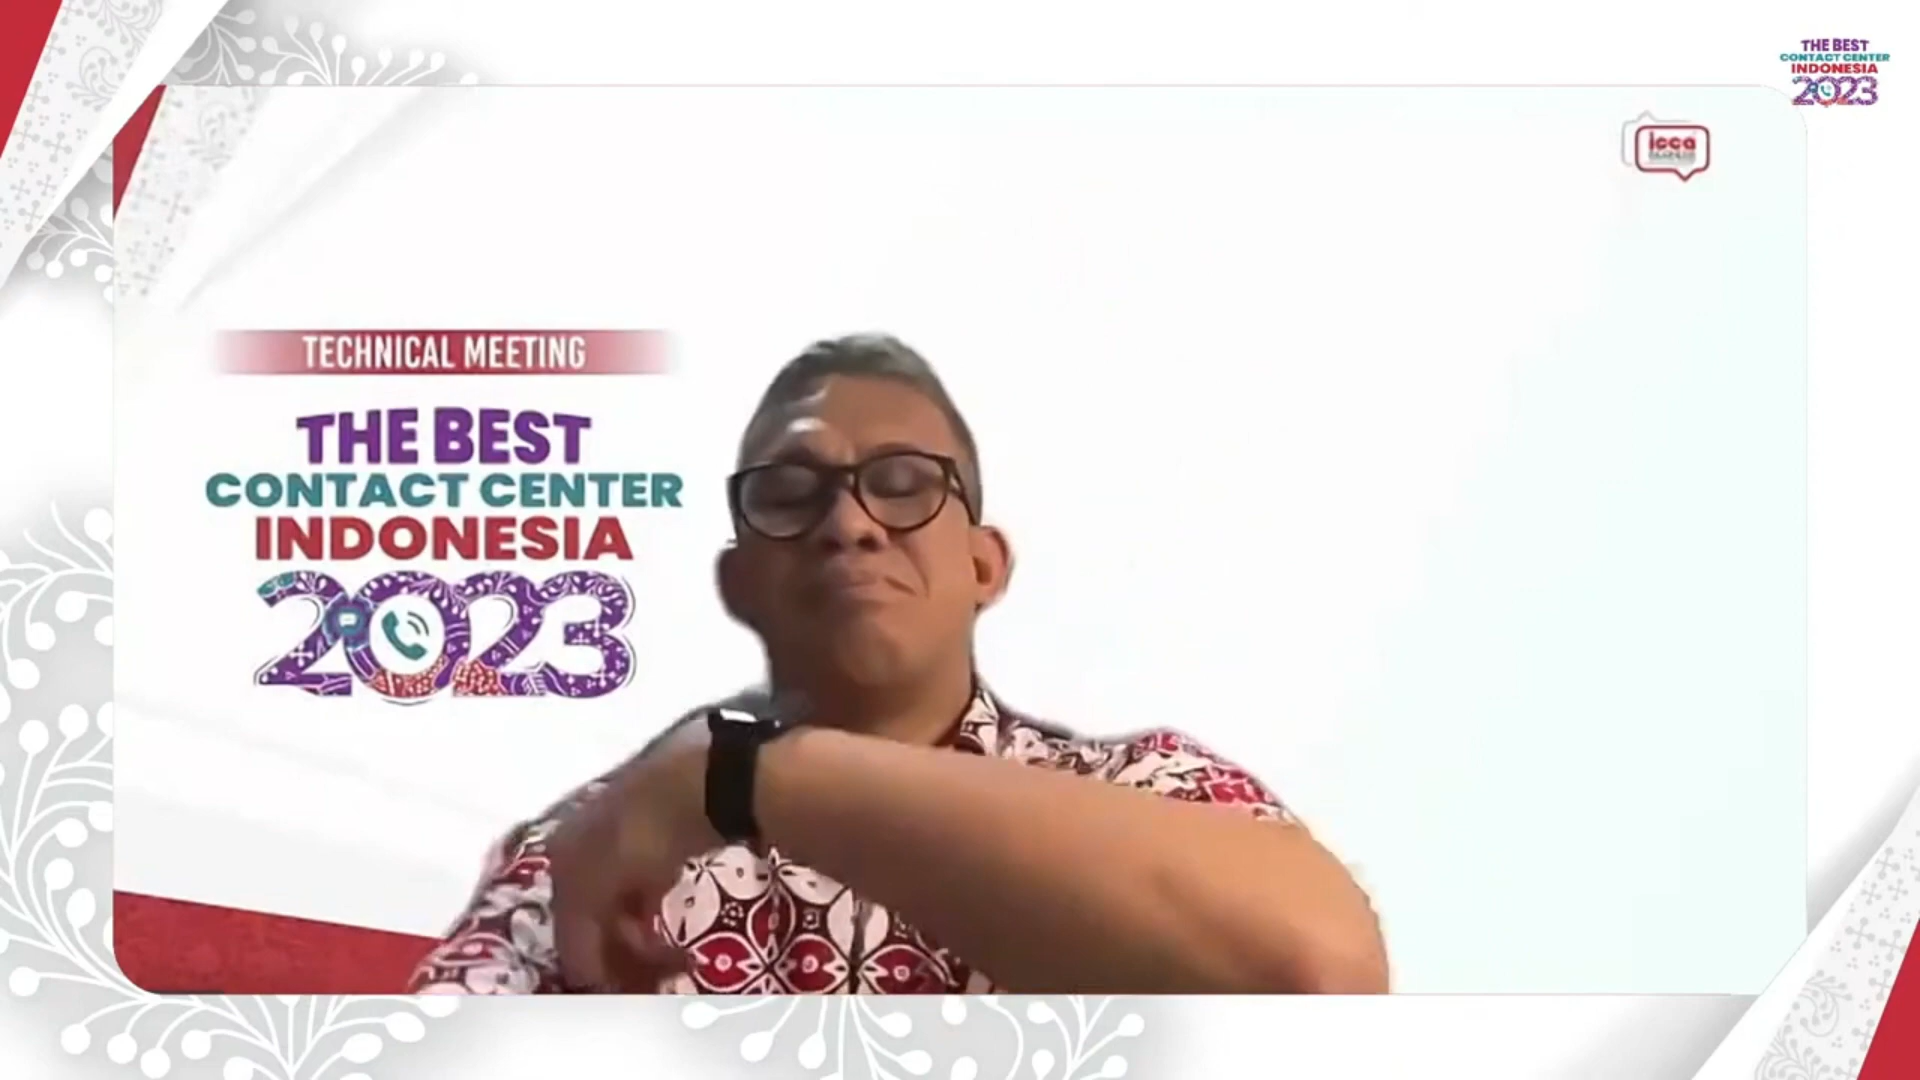 THE BEST
CONTACT CENTER
INDONESIA
2023
icca
TECHNICAL MEETING
THE BEST
CONTACT CENTER
INDONESIA
2023